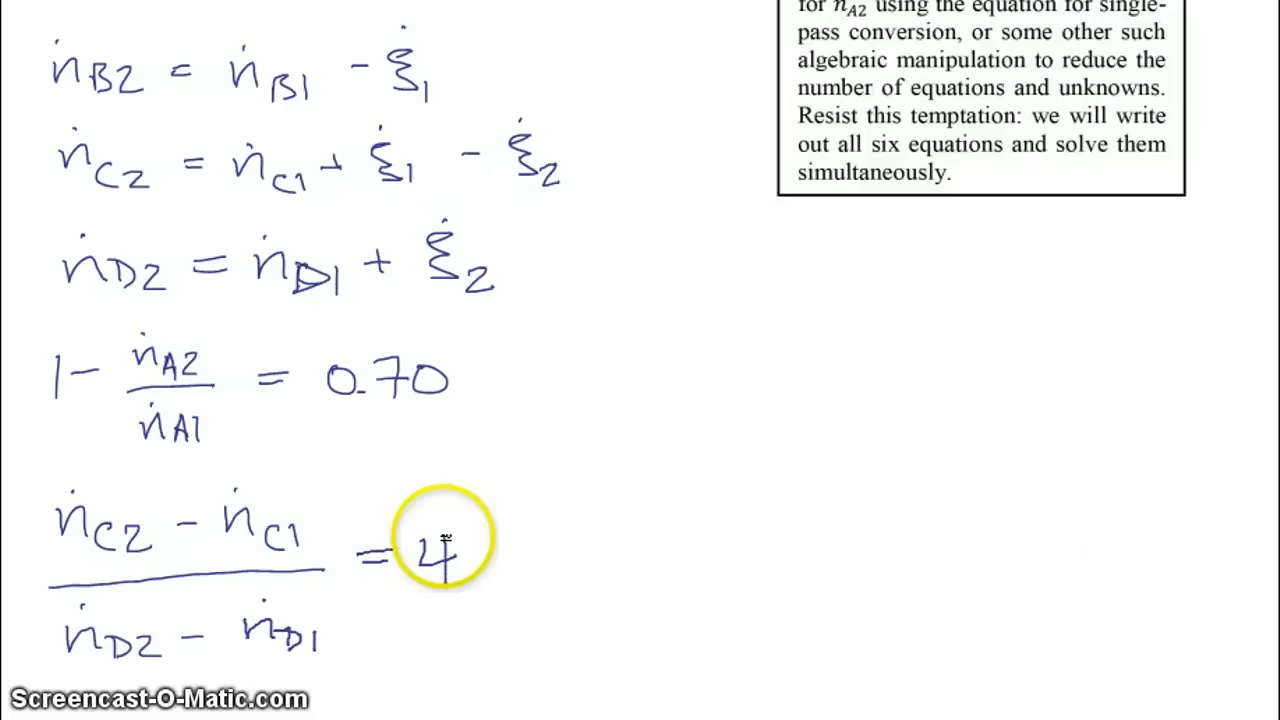 for ṅ_A2 using the equation for single-
pass conversion, or some other such
algebraic manipulation to reduce the
number of equations and unknowns.
Resist this temptation: we will write
out all six equations and solve them
simultaneously.
ṅ_B2 = ṅ_B1 - ξ̇_1
ṅ_C2 = ṅ_C1 + ξ̇_1 - ξ̇_2
ṅ_D2 = ṅ_D1 + ξ̇_2
1 - ṅ_A2 / ṅ_A1 = 0.70
ṅ_C2 - ṅ_C1 = 4
ṅ_D2 - ṅ_D1
Screencast-O-Matic.com